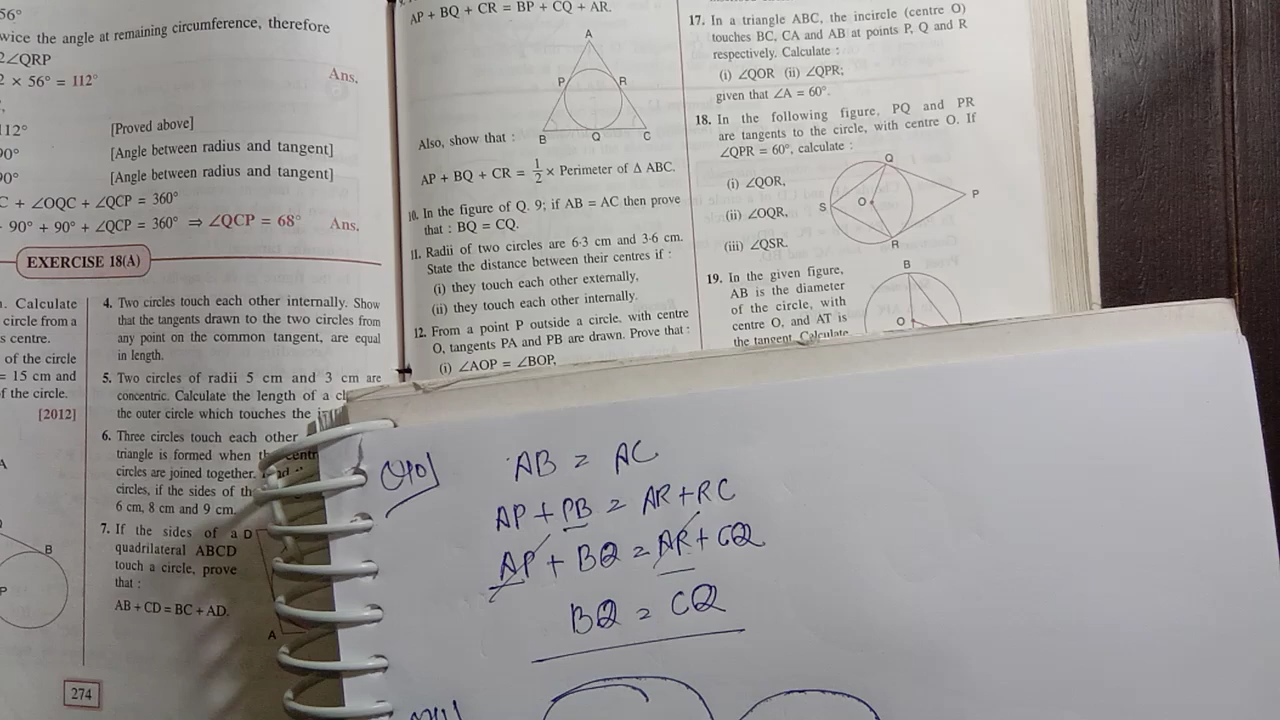 56°
wice the angle at remaining circumference, therefore
2∠QRP
2 × 56° = 112° Ans.
112° [Proved above]
90° [Angle between radius and tangent]
90° [Angle between radius and tangent]
C + ∠OQC + ∠QCP = 360°
90° + 90° + ∠QCP = 360° ⇒ ∠QCP = 68° Ans.
EXERCISE 18(A)
. Calculate
circle from a
s centre.
of the circle
= 15 cm and
f the circle.
[2012]
A
B
P
4. Two circles touch each other internally. Show
that the tangents drawn to the two circles from
any point on the common tangent, are equal
in length.
5. Two circles of radii 5 cm and 3 cm are
concentric. Calculate the length of a
the outer circle which touches the
6. Three circles touch each other
triangle is formed when
circles are joined together.
circles, if the sides of
6 cm, 8 cm and 9 cm.
7. If the sides of a
quadrilateral ABCD
touch a circle, prove
that :
AB + CD = BC + AD.
D
A
274
AP + BQ + CR = BP + CQ + AR.
A
P R
B Q C
Also, show that :
AP + BQ + CR = 1/2 × Perimeter of Δ ABC.
10. In the figure of Q. 9; if AB = AC then prove
that : BQ = CQ.
11. Radii of two circles are 6·3 cm and 3·6 cm.
State the distance between their centres if :
(i) they touch each other externally,
(ii) they touch each other internally.
12. From a point P outside a circle, with centre
O, tangents PA and PB are drawn. Prove that :
(i) ∠AOP = ∠BOP,
17. In a triangle ABC, the incircle (centre O)
touches BC, CA and AB at points P, Q and R
respectively. Calculate :
(i) ∠QOR (ii) ∠QPR;
given that ∠A = 60°.
18. In the following figure, PQ and PR
are tangents to the circle, with centre O. If
∠QPR = 60°, calculate :
(i) ∠QOR,
(ii) ∠OQR,
(iii) ∠QSR.
Q
P
O
S
R
19. In the given figure,
AB is the diameter
of the circle, with
centre O, and AT is
the tangent. Calculate
B
O
Q10) AB = AC
AP + PB = AR + RC
AP + BQ = AR + CQ
BQ = CQ